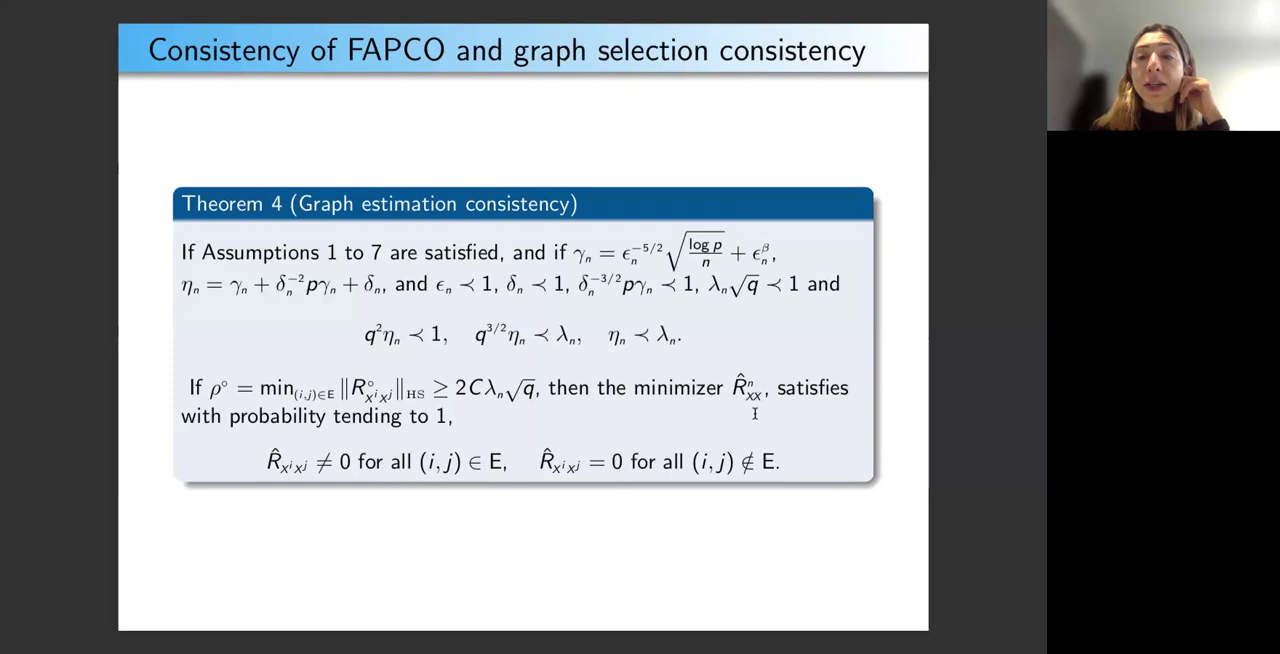 Consistency of FAPCO and graph selection consistency
Theorem 4 (Graph estimation consistency)
If Assumptions 1 to 7 are satisfied, and if γₙ = ϵₙ^{−5/2} √(log p / n) + ϵₙ^β,
ηₙ = γₙ + δₙ^{−2} pγₙ + δₙ, and ϵₙ ≺ 1, δₙ ≺ 1, δₙ^{−3/2} pγₙ ≺ 1, λₙ√q ≺ 1 and
q²ηₙ ≺ 1, q^{3/2}ηₙ ≺ λₙ, ηₙ ≺ λₙ.
If ρ° = min_{(i,j)∈E} ‖R°_{XⁱXʲ}‖_{HS} ≥ 2Cλₙ√q, then the minimizer R̂ⁿ_{XX}, satisfies
with probability tending to 1,
R̂_{XⁱXʲ} ≠ 0 for all (i, j) ∈ E, R̂_{XⁱXʲ} = 0 for all (i, j) ∉ E.